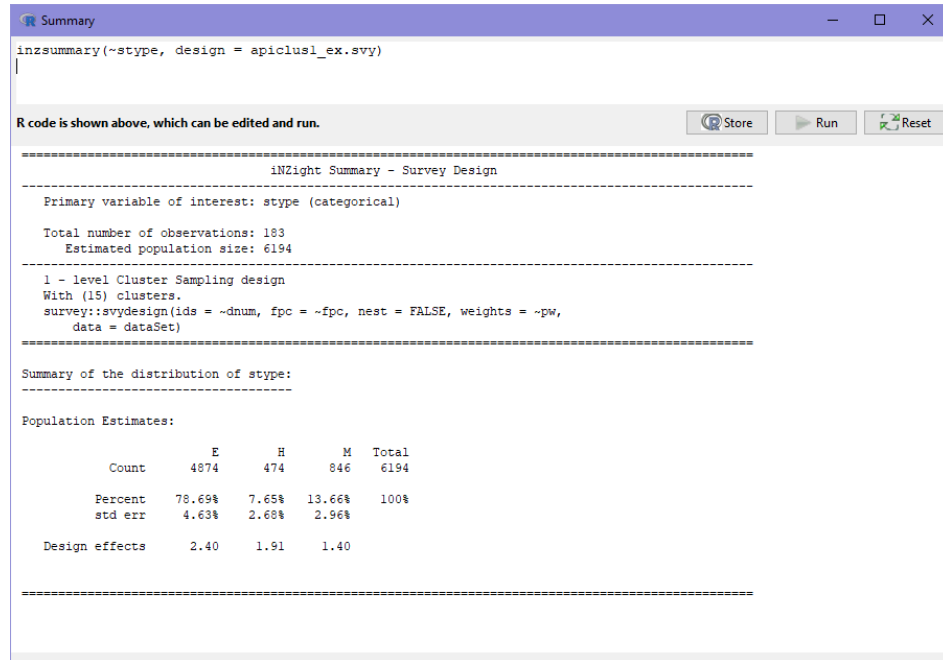 Summary
inzsummary(~stype, design = apiclus1_ex.svy)
R code is shown above, which can be edited and run.
Store
Run
Reset
====================================================================================================
iNZight Summary - Survey Design
----------------------------------------------------------------------------------------------------
Primary variable of interest: stype (categorical)
Total number of observations: 183
Estimated population size: 6194
----------------------------------------------------------------------------------------------------
1 - level Cluster Sampling design
With (15) clusters.
survey::svydesign(ids = ~dnum, fpc = ~fpc, nest = FALSE, weights = ~pw,
data = dataSet)
====================================================================================================
Summary of the distribution of stype:
-------------------------------------
Population Estimates:
E H M Total
Count 4874 474 846 6194
Percent 78.69% 7.65% 13.66% 100%
std err 4.63% 2.68% 2.96%
Design effects 2.40 1.91 1.40
====================================================================================================